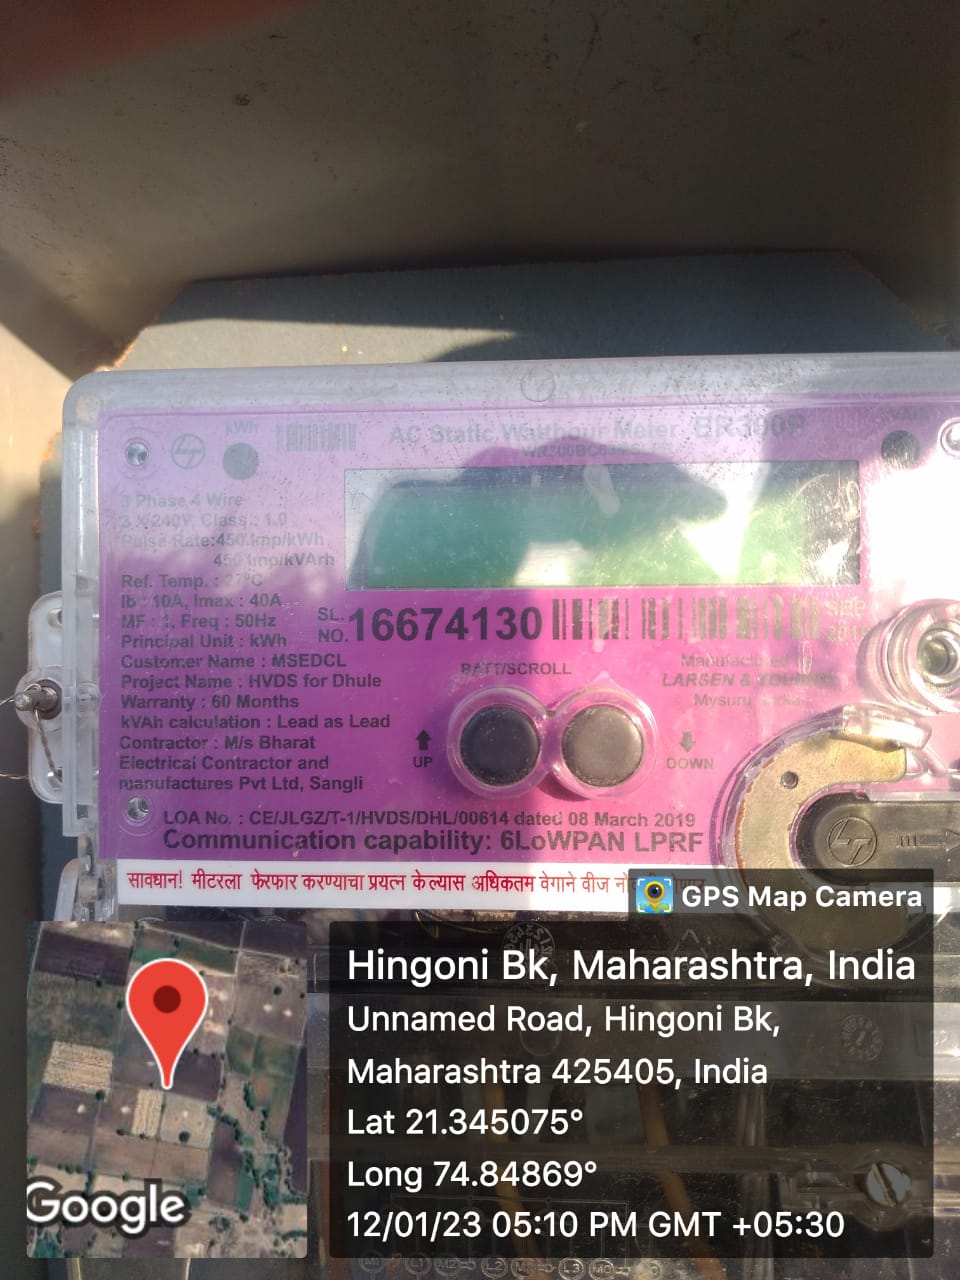 kWh
AC Static Watthour Meter ER300P
3 Phase 4 Wire
3 X 240V, Class : 1.0
Pulse Rate:450 Imp/kWh
450 Imp/kVArh
Ref. Temp. : 27°C
Ib : 10A, Imax : 40A
MF : 1, Freq : 50Hz
Principal Unit : kWh
Customer Name : MSEDCL
Project Name : HVDS for Dhule
Warranty : 60 Months
kVAh calculation : Lead as Lead
Contractor : M/s Bharat
Electrical Contractor and
manufactures Pvt Ltd, Sangli
SL.
NO. 16674130
SEP
BATT/SCROLL
UP
DOWN
Manufactured
LARSEN &
Mysuru, India
LOA No. : CE/JLGZ/T-1/HVDS/DHL/00614 dated 08 March 2019
Communication capability: 6LoWPAN LPRF
सावधान! मीटरला फेरफार करण्याचा प्रयत्न केल्यास अधिकतम वेगाने वीज
GPS Map Camera
Hingoni Bk, Maharashtra, India
Unnamed Road, Hingoni Bk,
Maharashtra 425405, India
Lat 21.345075°
Long 74.84869°
12/01/23 05:10 PM GMT +05:30
Google